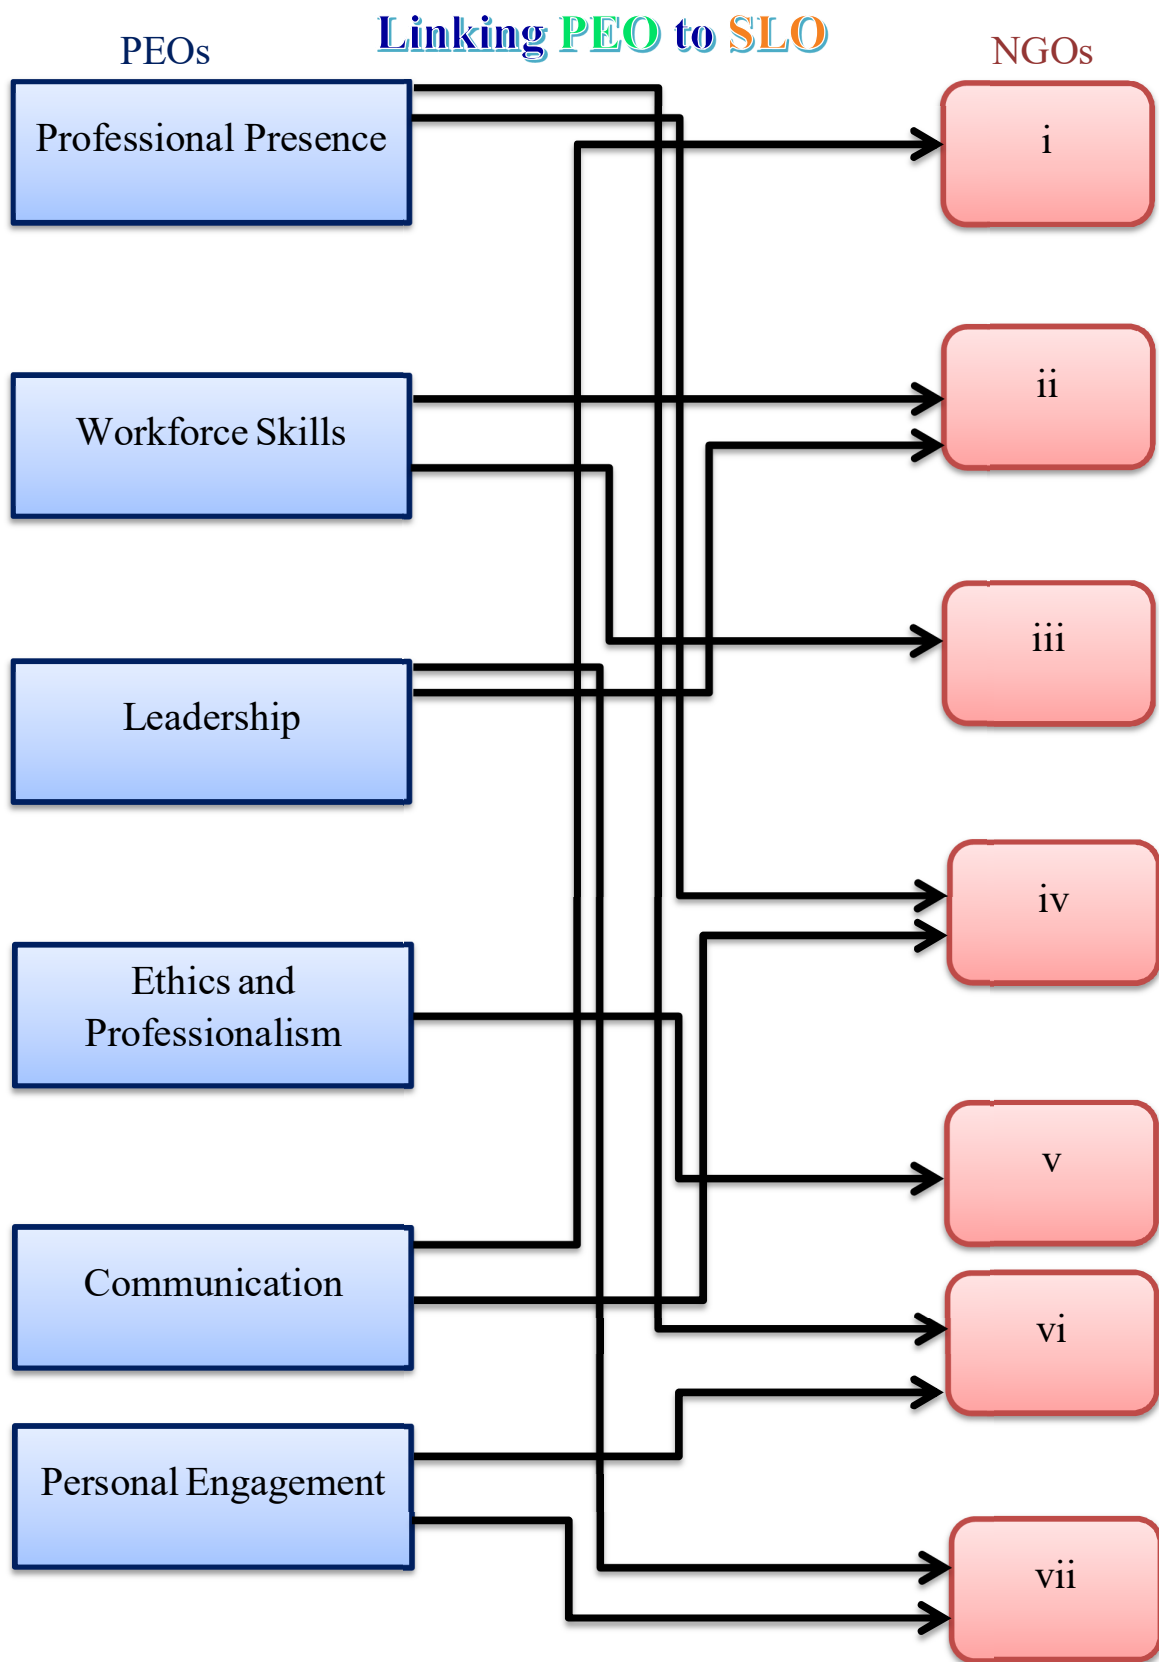 Linking PEO to SLO
PEOs
NGOs
Professional Presence
i
Workforce Skills
ii
Leadership
iii
Ethics and
Professionalism
iv
Communication
v
vi
Personal Engagement
vii